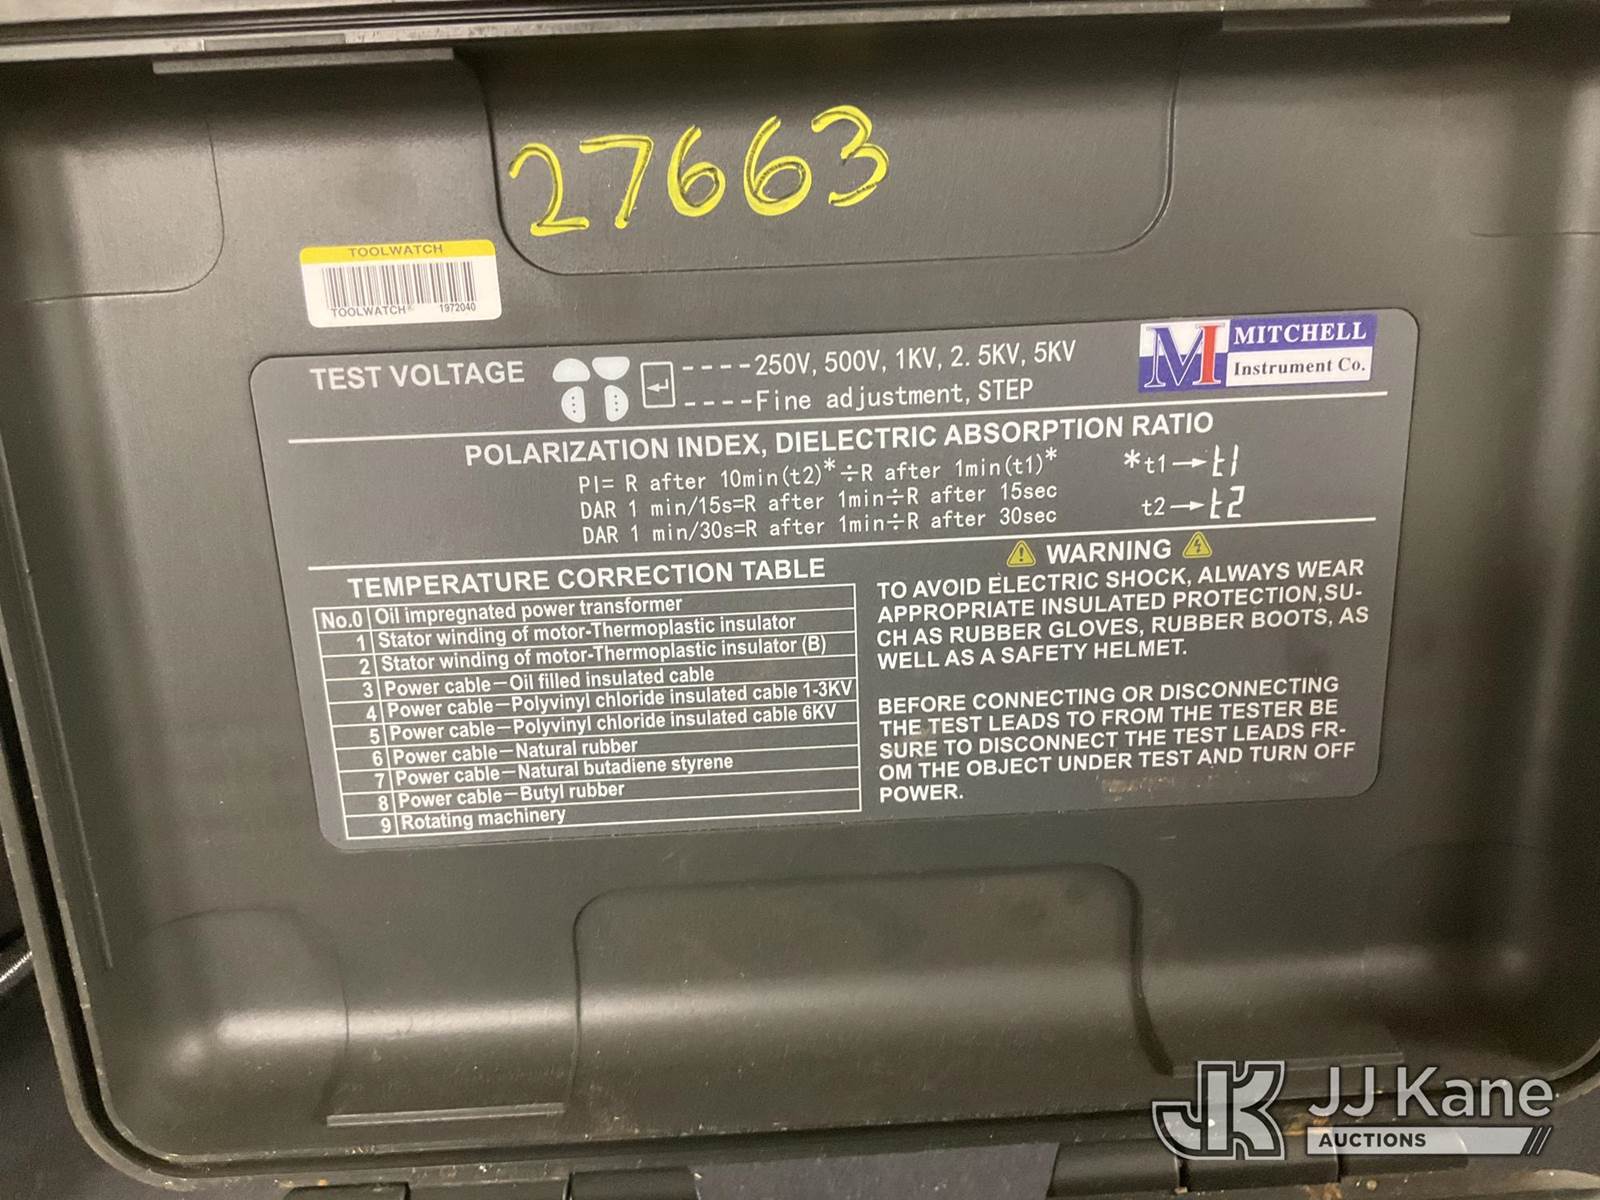 27663
TOOLWATCH
TOOLWATCH® 1972040
TEST VOLTAGE ----250V, 500V, 1KV, 2.5KV, 5KV
----Fine adjustment, STEP
MITCHELL
Instrument Co.
POLARIZATION INDEX, DIELECTRIC ABSORPTION RATIO
PI= R after 10min(t2)*÷R after 1min(t1)* *t1→t1
DAR 1 min/15s=R after 1min÷R after 15sec t2→t2
DAR 1 min/30s=R after 1min÷R after 30sec
TEMPERATURE CORRECTION TABLE
No.0 Oil impregnated power transformer
1 Stator winding of motor-Thermoplastic insulator
2 Stator winding of motor-Thermoplastic insulator (B)
3 Power cable—Oil filled insulated cable
4 Power cable—Polyvinyl chloride insulated cable 1-3KV
5 Power cable—Polyvinyl chloride insulated cable 6KV
6 Power cable—Natural rubber
7 Power cable—Natural butadiene styrene
8 Power cable—Butyl rubber
9 Rotating machinery
WARNING
TO AVOID ELECTRIC SHOCK, ALWAYS WEAR
APPROPRIATE INSULATED PROTECTION,SU-
CH AS RUBBER GLOVES, RUBBER BOOTS, AS
WELL AS A SAFETY HELMET.
BEFORE CONNECTING OR DISCONNECTING
THE TEST LEADS TO FROM THE TESTER BE
SURE TO DISCONNECT THE TEST LEADS FR-
OM THE OBJECT UNDER TEST AND TURN OFF
POWER.
JK JJ Kane
AUCTIONS